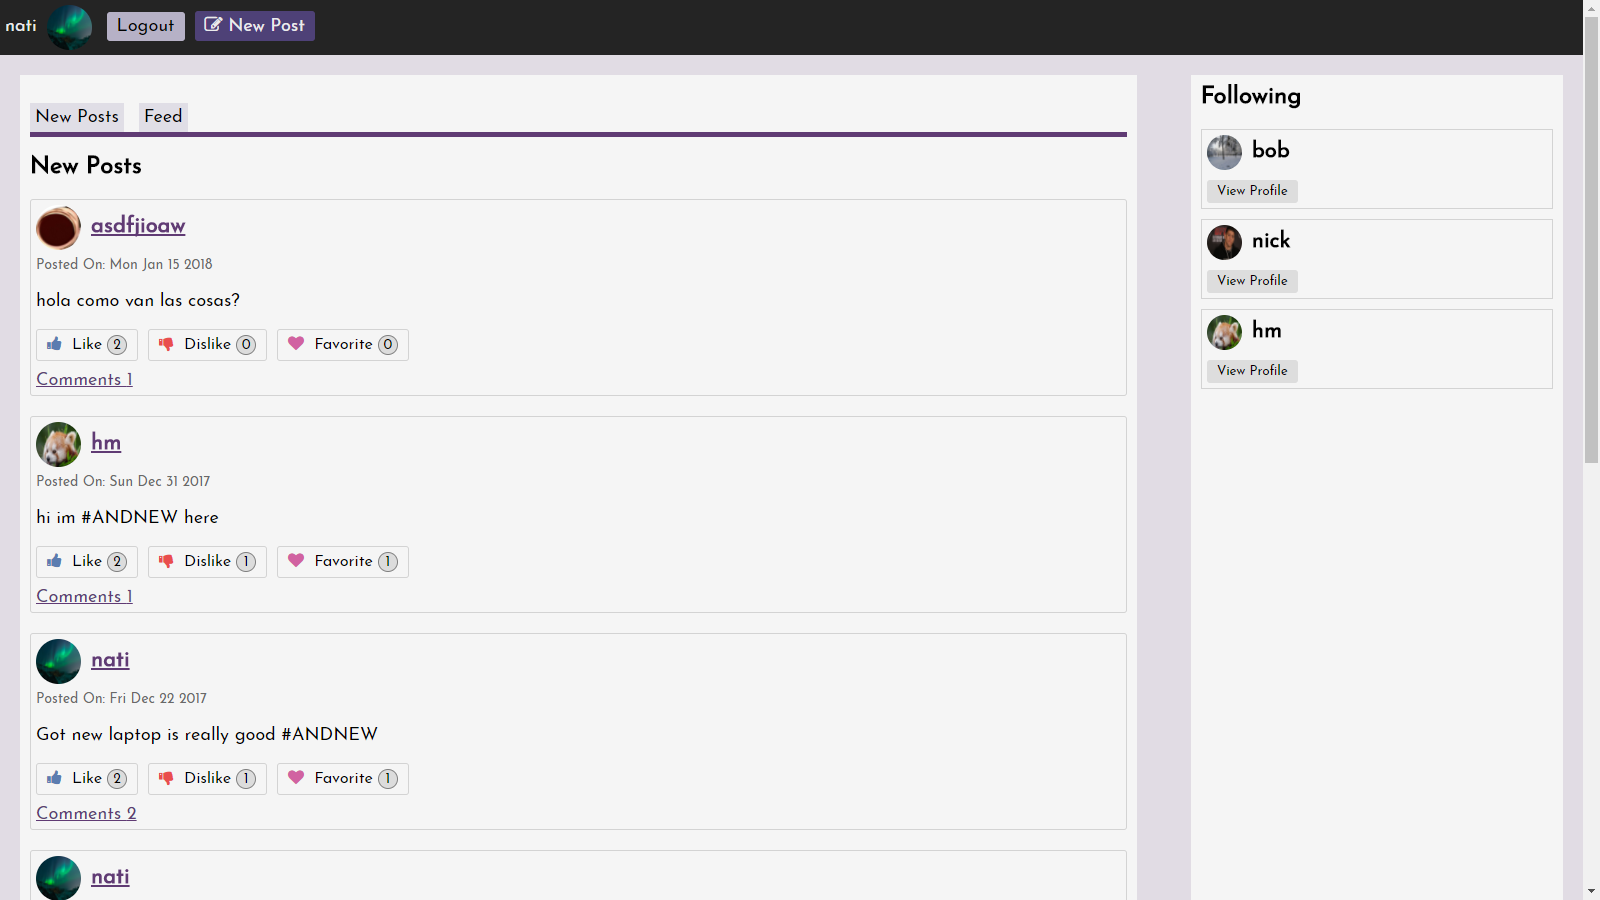 nati Logout New Post
New Posts Feed
New Posts
asdfjioaw
Posted On: Mon Jan 15 2018
hola como van las cosas?
Like 2 Dislike 0 Favorite 0
Comments 1
hm
Posted On: Sun Dec 31 2017
hi im #ANDNEW here
Like 2 Dislike 1 Favorite 1
Comments 1
nati
Posted On: Fri Dec 22 2017
Got new laptop is really good #ANDNEW
Like 2 Dislike 1 Favorite 1
Comments 2
nati
Following
bob
View Profile
nick
View Profile
hm
View Profile